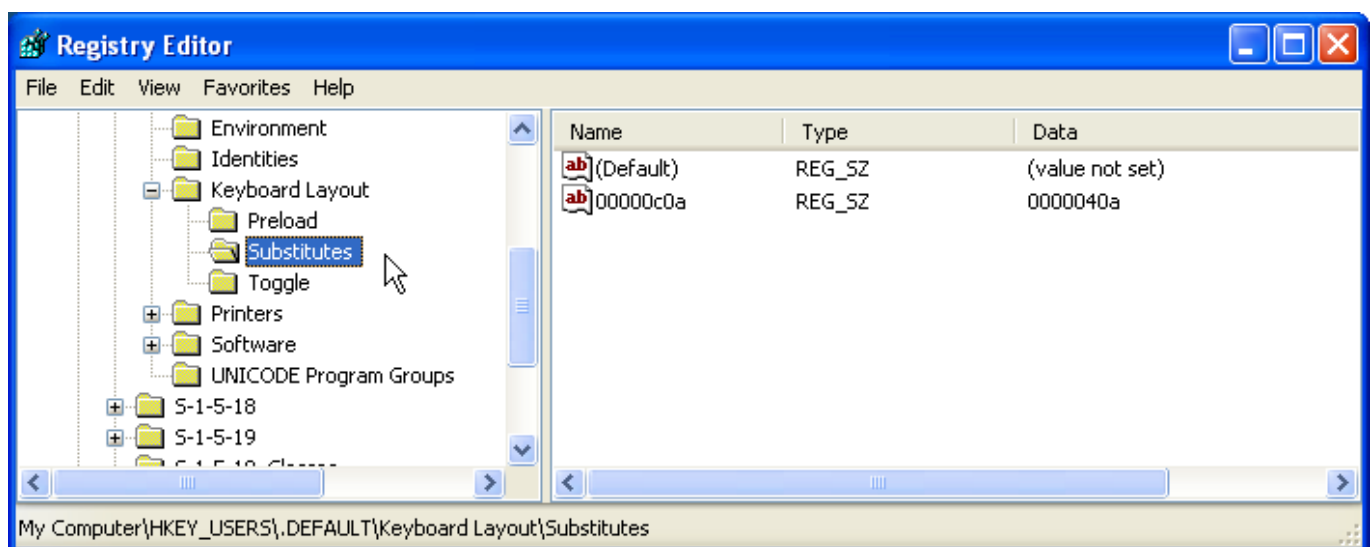 Registry Editor
File Edit View Favorites Help
Environment
Identities
Keyboard Layout
Preload
Substitutes
Toggle
Printers
Software
UNICODE Program Groups
S-1-5-18
S-1-5-19
Name Type Data
ab (Default) REG_SZ (value not set)
ab 00000c0a REG_SZ 0000040a
My Computer\HKEY_USERS\.DEFAULT\Keyboard Layout\Substitutes